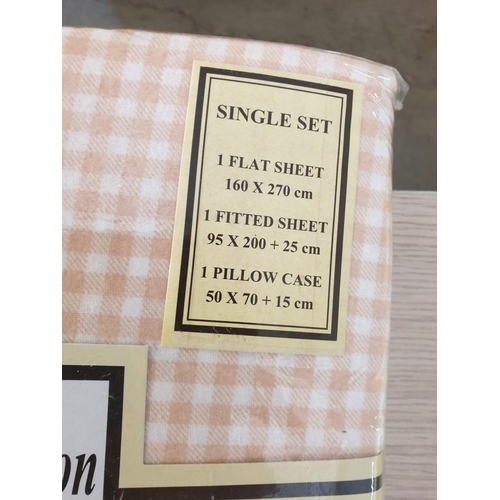 SINGLE SET
1 FLAT SHEET
160 X 270 cm
1 FITTED SHEET
95 X 200 + 25 cm
1 PILLOW CASE
50 X 70 + 15 cm
on